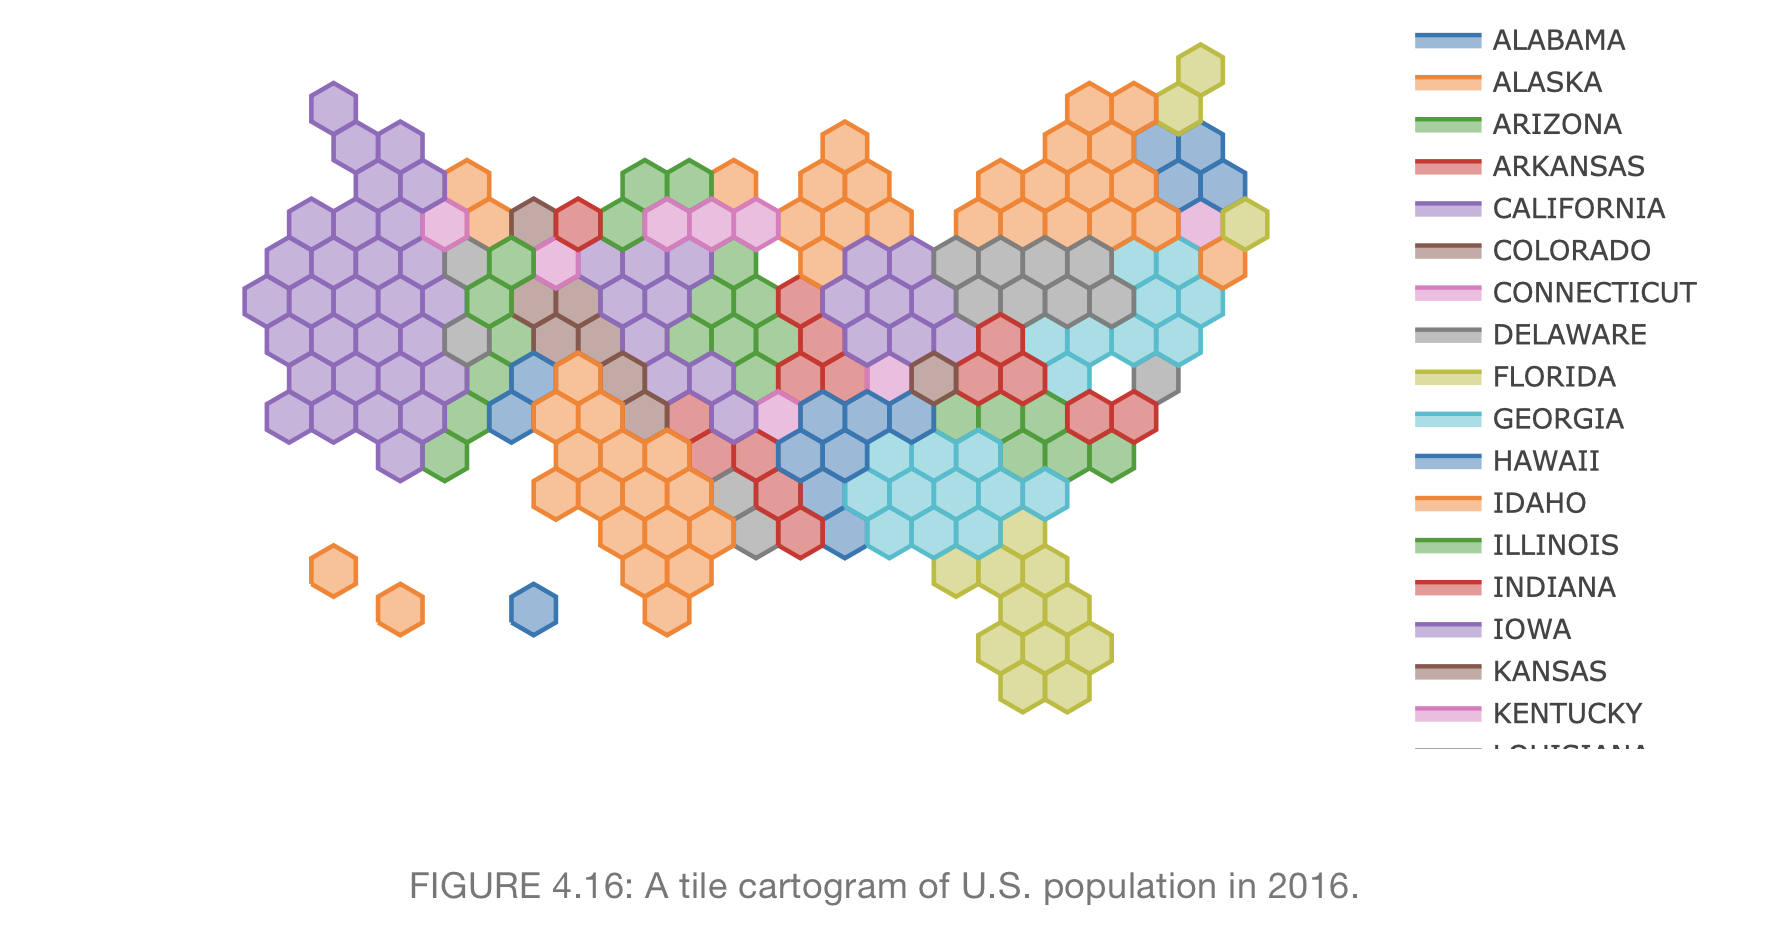 ALABAMA
ALASKA
ARIZONA
ARKANSAS
CALIFORNIA
COLORADO
CONNECTICUT
DELAWARE
FLORIDA
GEORGIA
HAWAII
IDAHO
ILLINOIS
INDIANA
IOWA
KANSAS
KENTUCKY
LOUISIANA
FIGURE 4.16: A tile cartogram of U.S. population in 2016.